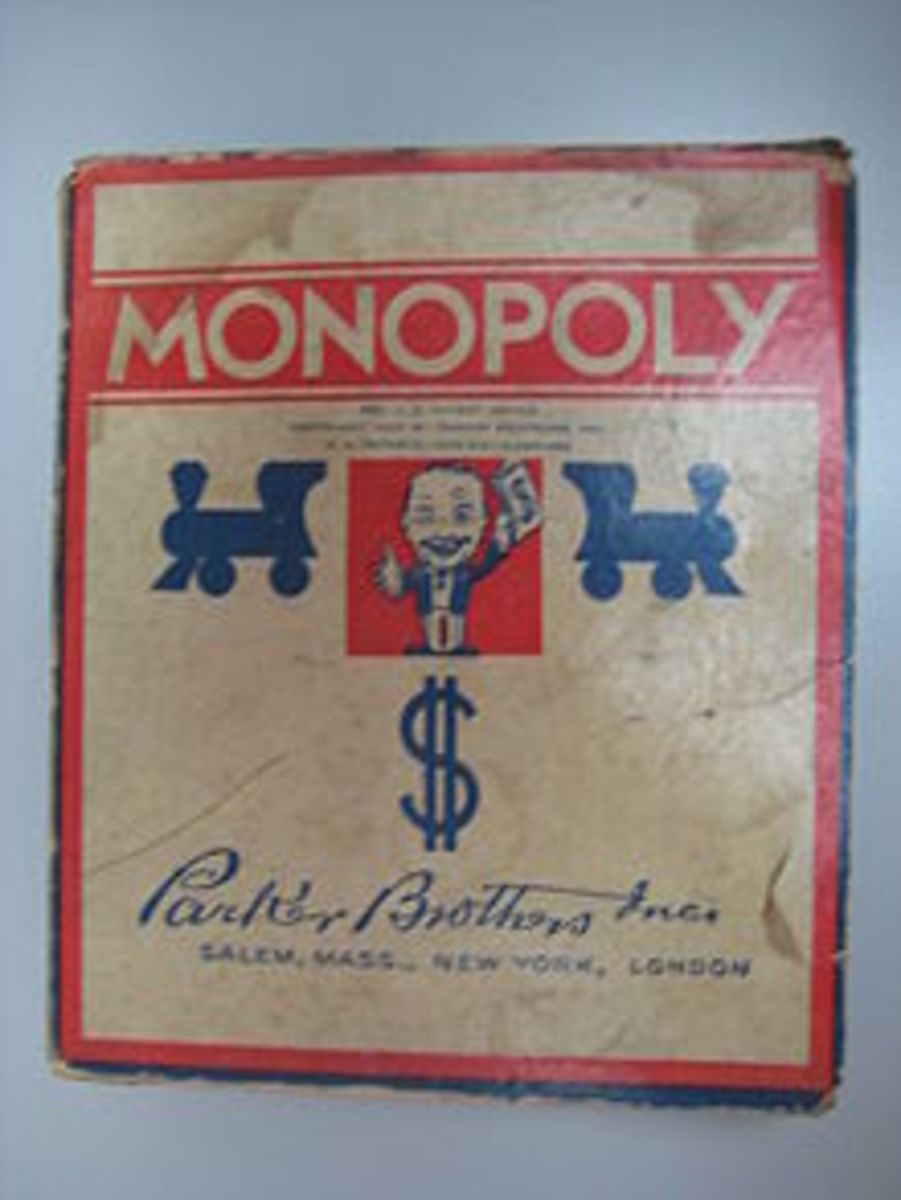 MONOPOLY
$
Parker Brothers Inc.
SALEM, MASS., NEW YORK, LONDON